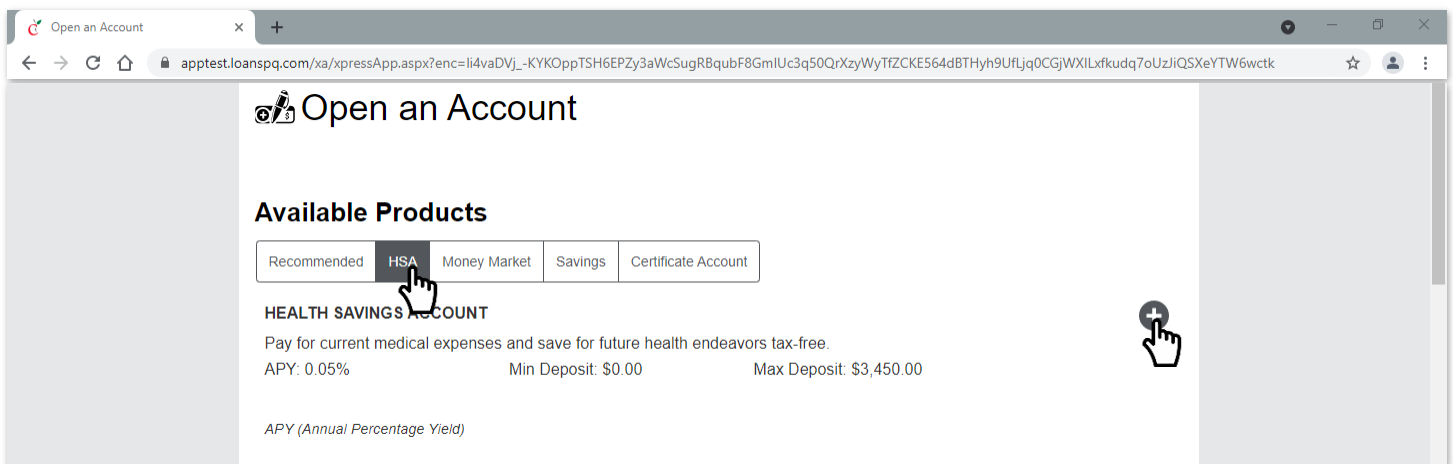 Open an Account
apptest.loanspq.com/xa/xpressApp.aspx?enc=Ii4vaDVj_-KYKOppTSH6EPZy3aWcSugRBqubF8GmIUc3q50QrXzyWyTfZCKE564dBTHyh9UfLjq0CGjWXILxfkudq7oUzJiQSXeYTW6wctk
Open an Account
Available Products
Recommended HSA Money Market Savings Certificate Account
HEALTH SAVINGS ACCOUNT
Pay for current medical expenses and save for future health endeavors tax-free.
APY: 0.05% Min Deposit: $0.00 Max Deposit: $3,450.00
APY (Annual Percentage Yield)